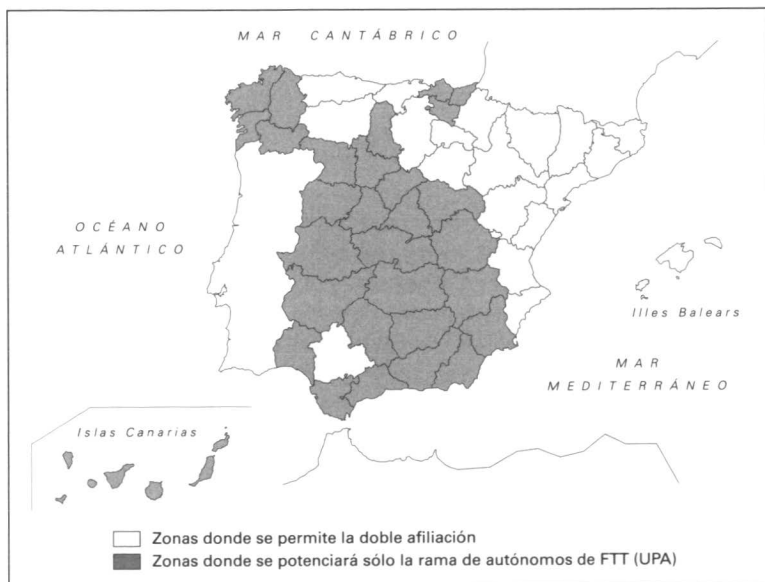 MAR CANTÁBRICO
OCÉANO
ATLÁNTICO
Illes Balears
MAR
MEDITERRÁNEO
Islas Canarias
Zonas donde se permite la doble afiliación
Zonas donde se potenciará sólo la rama de autónomos de FTT (UPA)